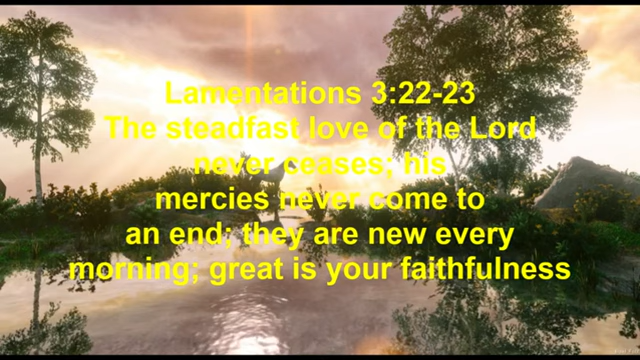 Lamentations 3:22-23
The steadfast love of the Lord
never ceases; his
mercies never come to
an end; they are new every
morning; great is your faithfulness